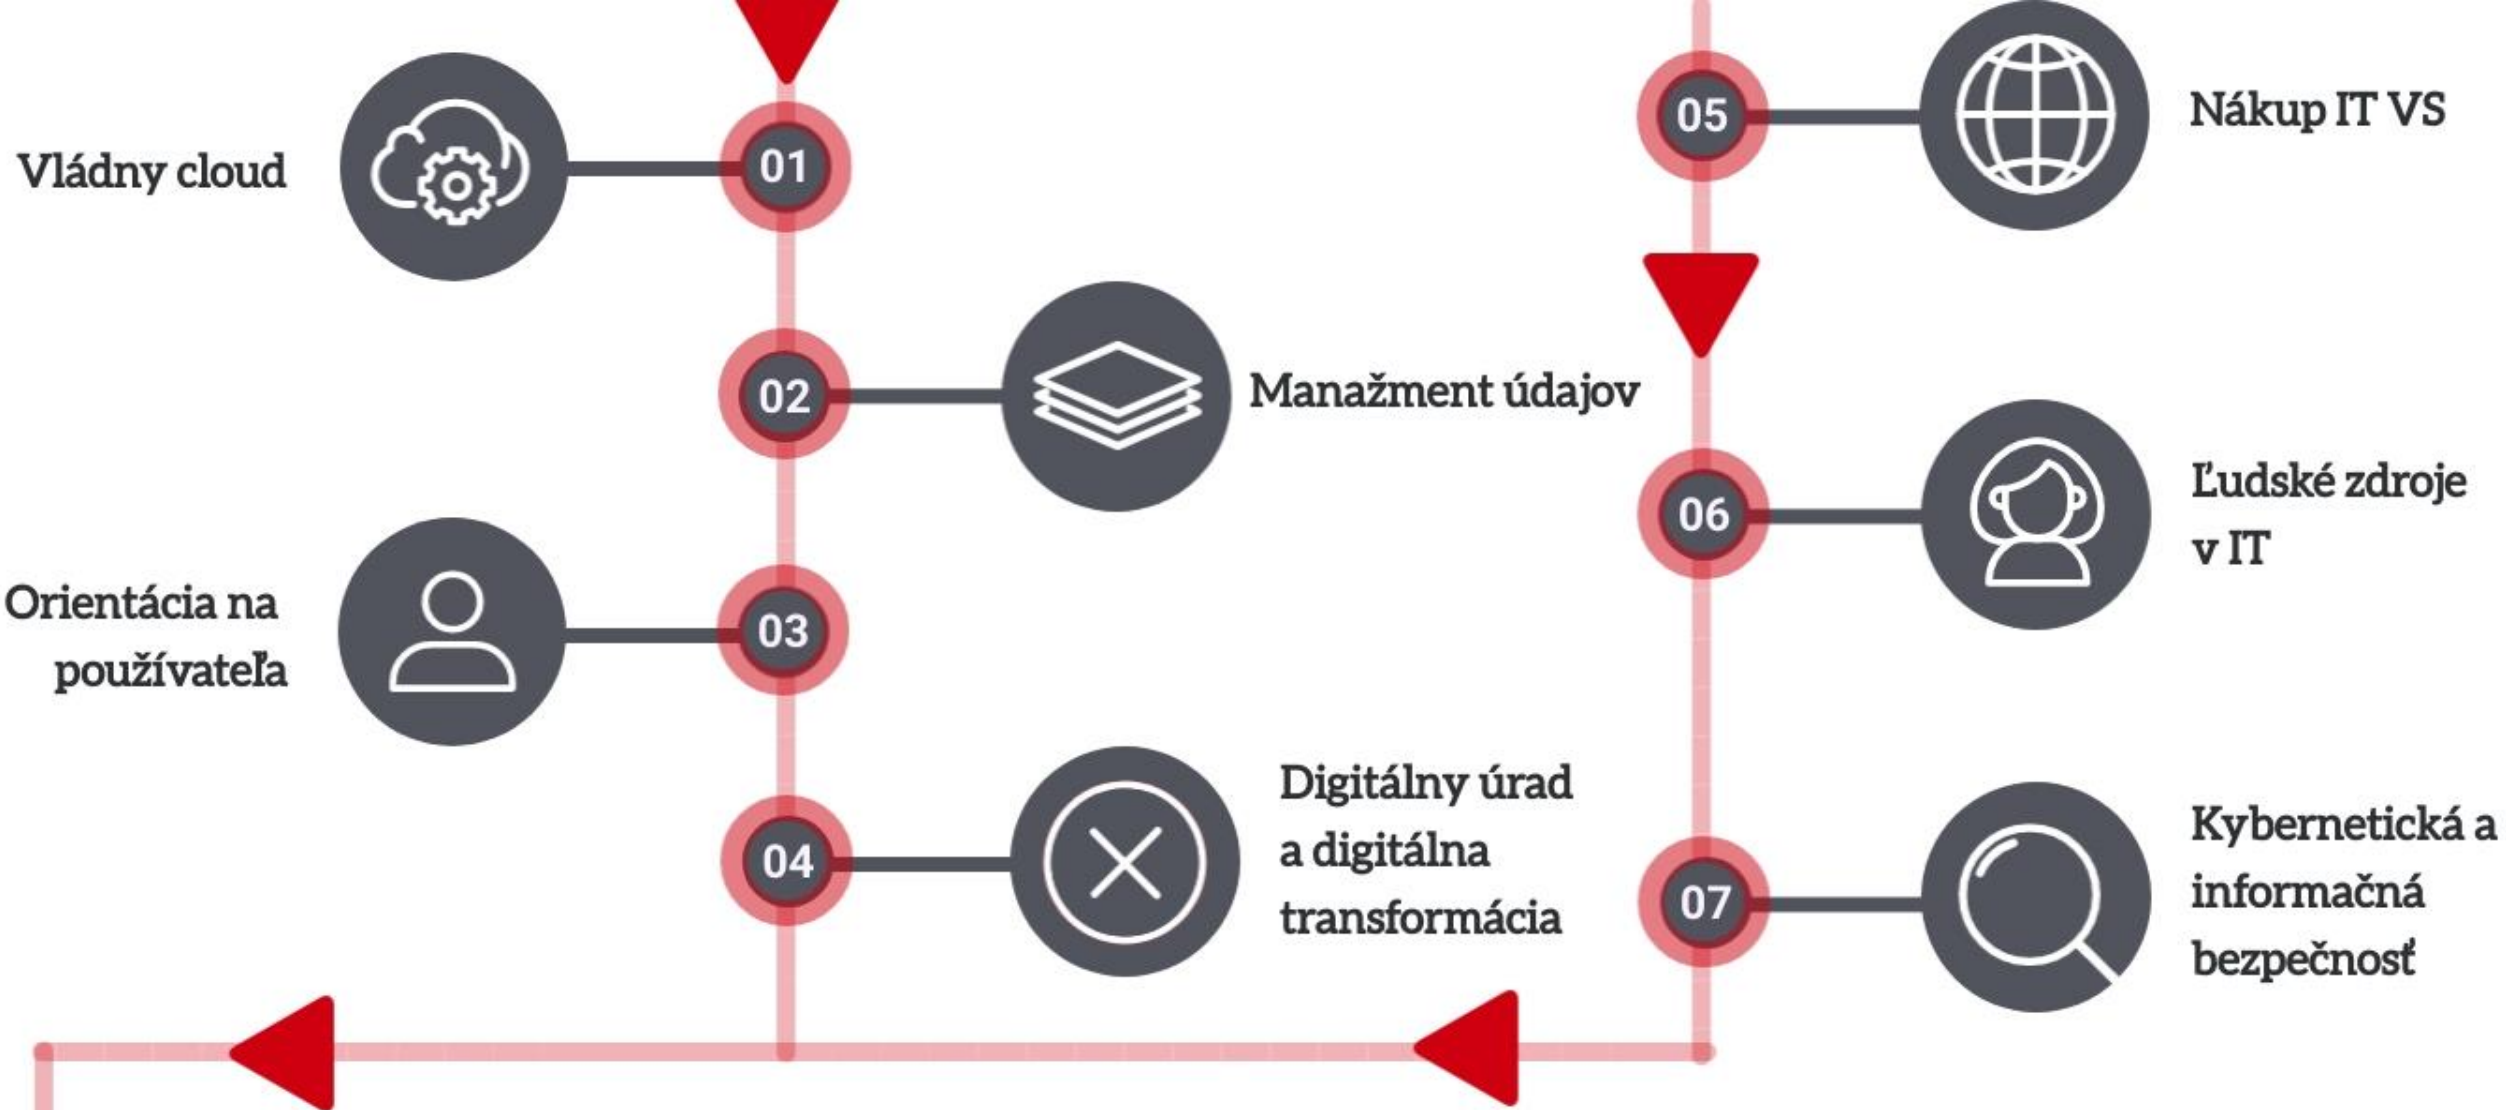 Vládny cloud
01
02
Manažment údajov
Orientácia na
používateľa
03
04
Digitálny úrad
a digitálna
transformácia
05
Nákup IT VS
06
Ľudské zdroje
v IT
07
Kybernetická a
informačná
bezpečnosť